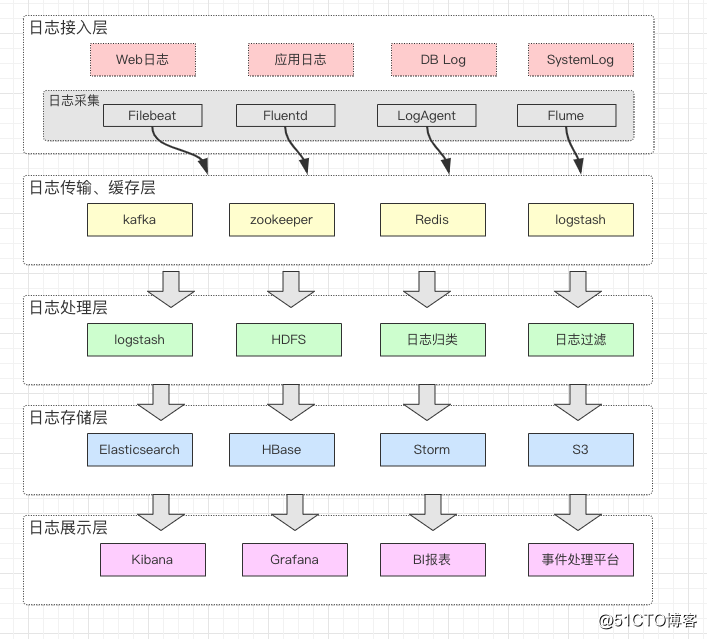 日志接入层
Web日志
应用日志
DB Log
SystemLog
日志采集
Filebeat
Fluentd
LogAgent
Flume
日志传输、缓存层
kafka
zookeeper
Redis
logstash
日志处理层
logstash
HDFS
日志归类
日志过滤
日志存储层
Elasticsearch
HBase
Storm
S3
日志展示层
Kibana
Grafana
BI报表
事件处理平台
@51CTO博客